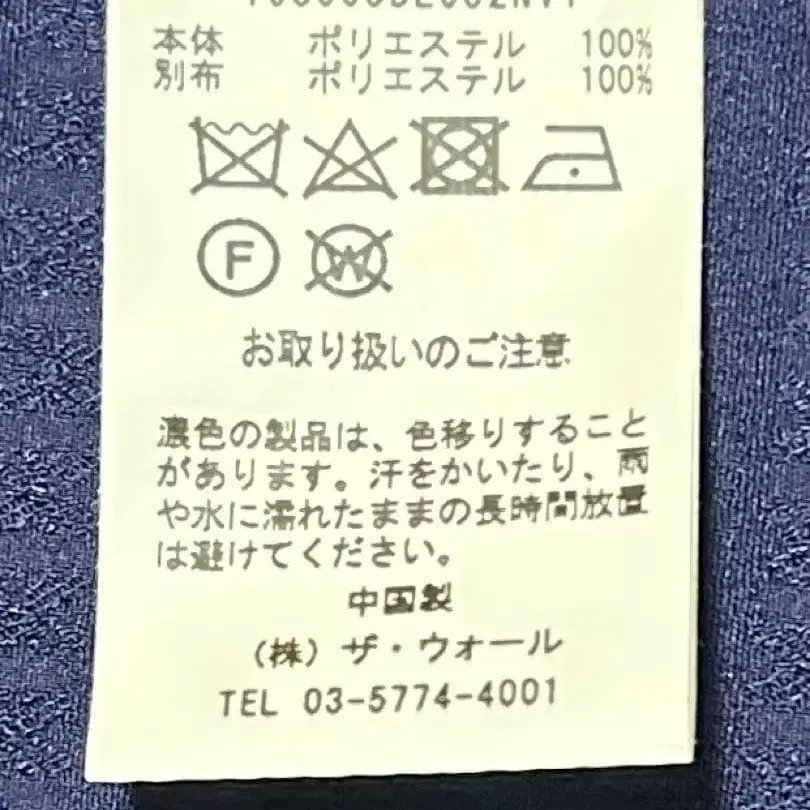 本体 ポリエステル 100%
別布 ポリエステル 100%
F W
お取り扱いのご注意
濃色の製品は、色移りすること
があります。汗をかいたり、雨
や水に濡れたままの長時間放置
は避けてください。
中国製
(株) ザ・ウォール
TEL 03-5774-4001